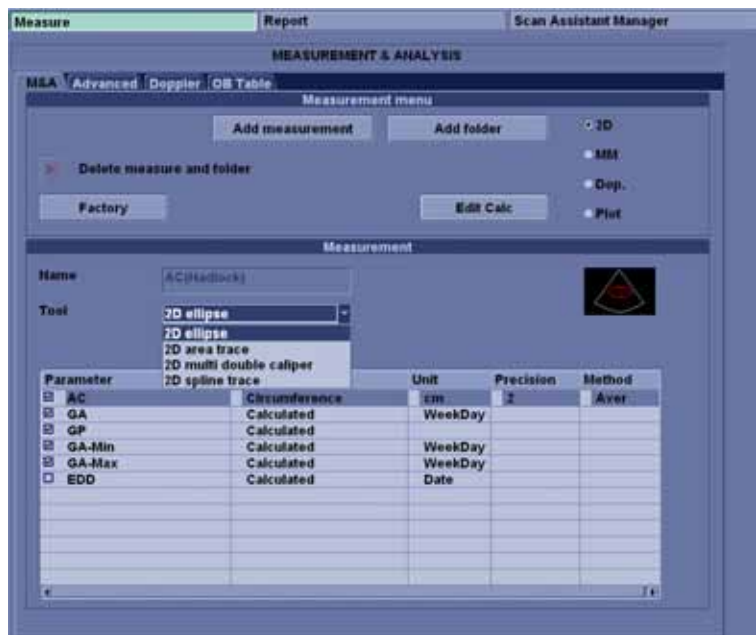 Measure Report Scan Assistant Manager
MEASUREMENT & ANALYSIS
M&A Advanced Doppler OB Table
Measurement menu
Add measurement Add folder 2D
MM
Delete measure and folder
Dop.
Factory Edit Calc
Plot
Measurement
Name AC(Hadlock)
Tool 2D ellipse
2D ellipse
2D area trace
2D multi double caliper
2D spline trace
Parameter Unit Precision Method
AC Circumference cm 2 Aver
GA Calculated WeekDay
GP Calculated
GA-Min Calculated WeekDay
GA-Max Calculated WeekDay
EDD Calculated Date